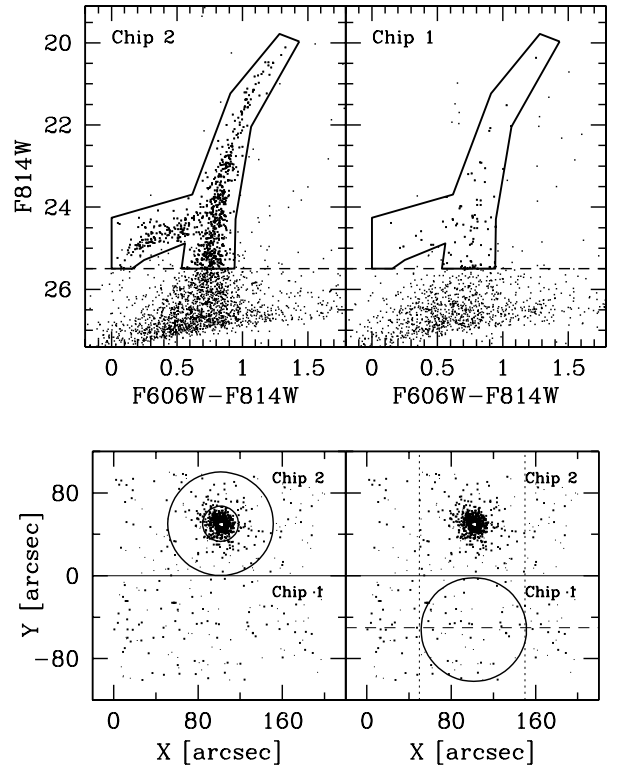 Chip 2
Chip 1
20
22
24
26
F814W
0 0.5 1 1.5
0 0.5 1 1.5
F606W−F814W
F606W−F814W
Chip 2
Chip 2
80
0
−80
Chip 1
Chip 1
Y [arcsec]
0 80 160
0 80 160
X [arcsec]
X [arcsec]